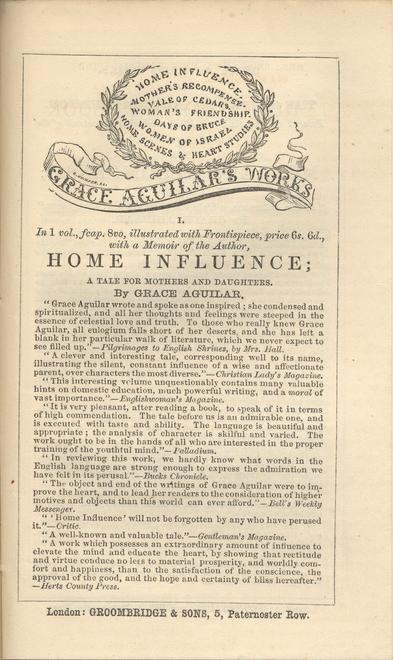 HOME INFLUENCE.
MOTHER'S RECOMPENSE.
VALE OF CEDARS.
WOMAN'S FRIENDSHIP.
DAYS OF BRUCE.
WOMEN OF ISRAEL.
HOME SCENES & HEART STUDIES
GRACE AGUILAR'S WORKS
I.
In 1 vol., fcap. 8vo, illustrated with Frontispiece, price 6s. 6d.,
with a Memoir of the Author,
HOME INFLUENCE;
A TALE FOR MOTHERS AND DAUGHTERS.
By GRACE AGUILAR.
"Grace Aguilar wrote and spoke as one inspired; she condensed and
spiritualized, and all her thoughts and feelings were steeped in the
essence of celestial love and truth. To those who really knew Grace
Aguilar, all eulogium falls short of her deserts, and she has left a
blank in her particular walk of literature, which we never expect to
see filled up."—Pilgrimages to English Shrines, by Mrs. Hall.
"A clever and interesting tale, corresponding well to its name,
illustrating the silent, constant influence of a wise and affectionate
parent, over characters the most diverse."—Christian Lady's Magazine.
"This interesting volume unquestionably contains many valuable
hints on domestic education, much powerful writing, and a moral of
vast importance."—Englishwoman's Magazine.
"It is very pleasant, after reading a book, to speak of it in terms
of high commendation. The tale before us is an admirable one, and
is executed with taste and ability. The language is beautiful and
appropriate; the analysis of character is skilful and varied. The
work ought to be in the hands of all who are interested in the proper
training of the youthful mind."—Palladium.
"In reviewing this work, we hardly know what words in the
English language are strong enough to express the admiration we
have felt in its perusal."—Bucks Chronicle.
"The object and end of the writings of Grace Aguilar were to im-
prove the heart, and to lead her readers to the consideration of higher
motives and objects than this world can ever afford."—Bell's Weekly
Messenger.
"'Home Influence' will not be forgotten by any who have perused
it."—Critic.
"A well-known and valuable tale."—Gentleman's Magazine.
"A work which possesses an extraordinary amount of influence to
elevate the mind and educate the heart, by showing that rectitude
and virtue conduce no less to material prosperity, and worldly com-
fort and happiness, than to the satisfaction of the conscience, the
approval of the good, and the hope and certainty of bliss hereafter."
—Herts County Press.
London: GROOMBRIDGE & SONS, 5, Paternoster Row.